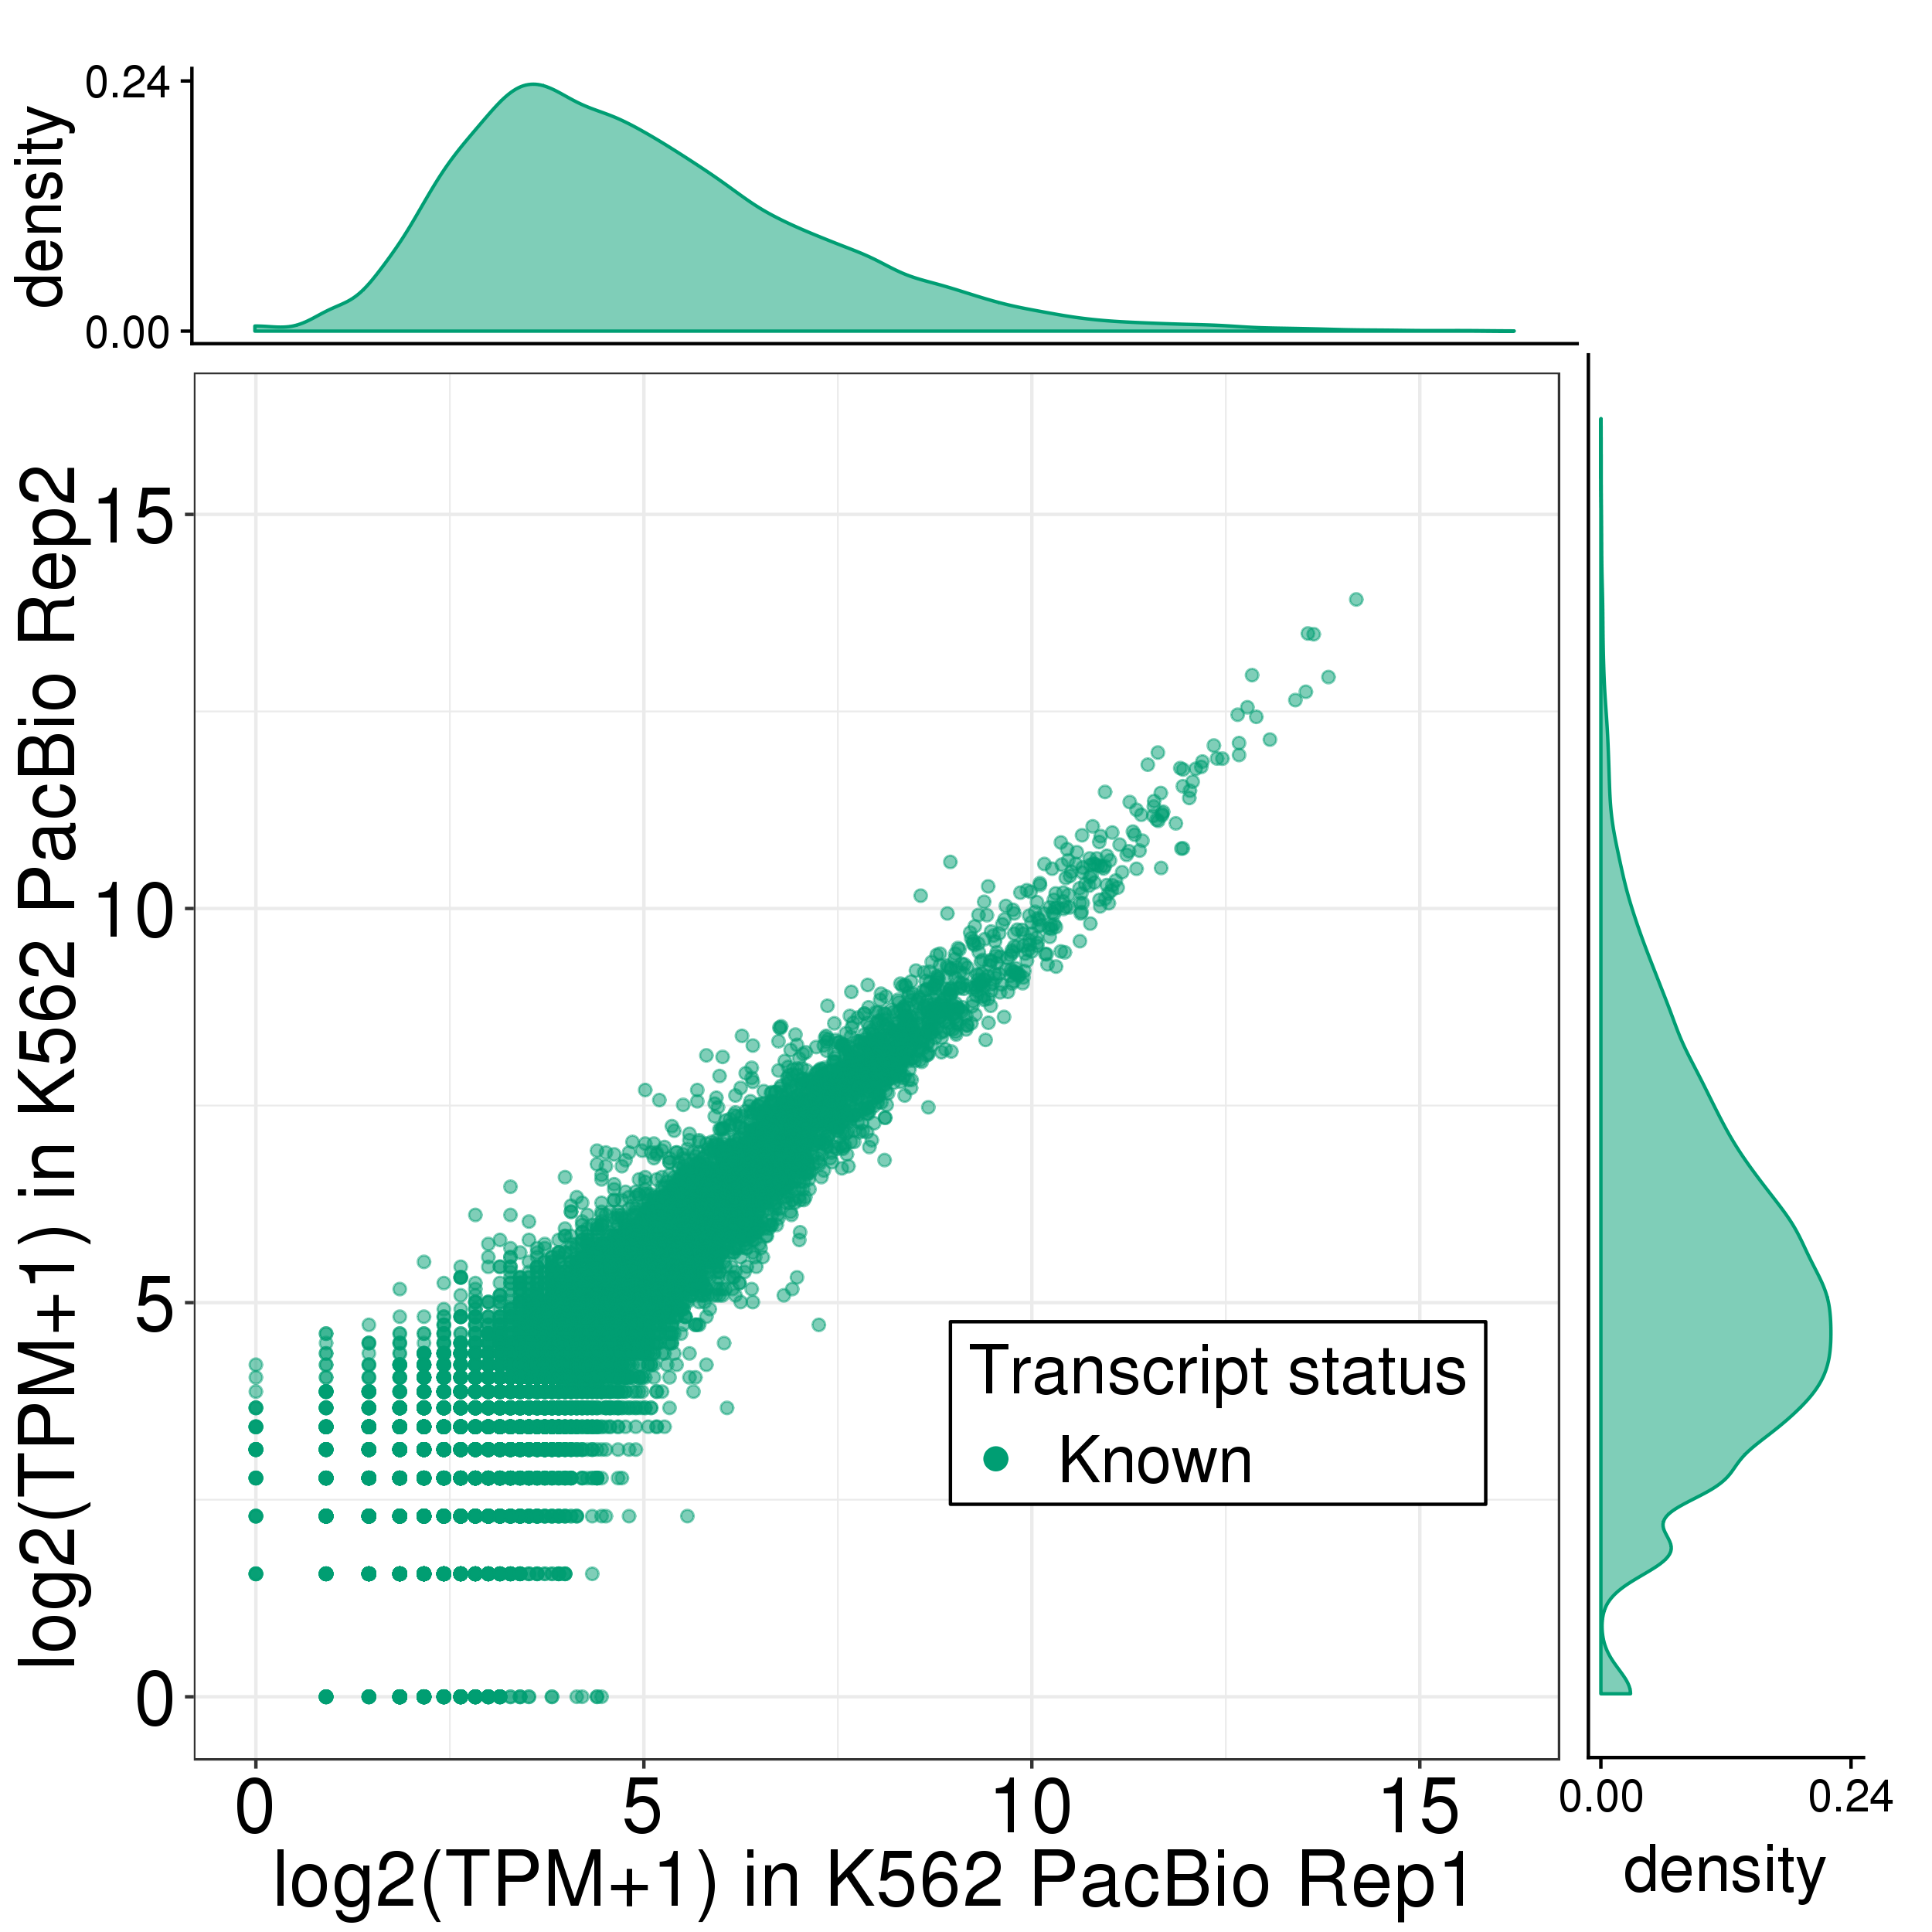 0.24
density
0.00
log2(TPM+1) in K562 PacBio Rep2
15
10
5
0
Transcript status
Known
0 5 10 15
log2(TPM+1) in K562 PacBio Rep1
0.00 0.24
density